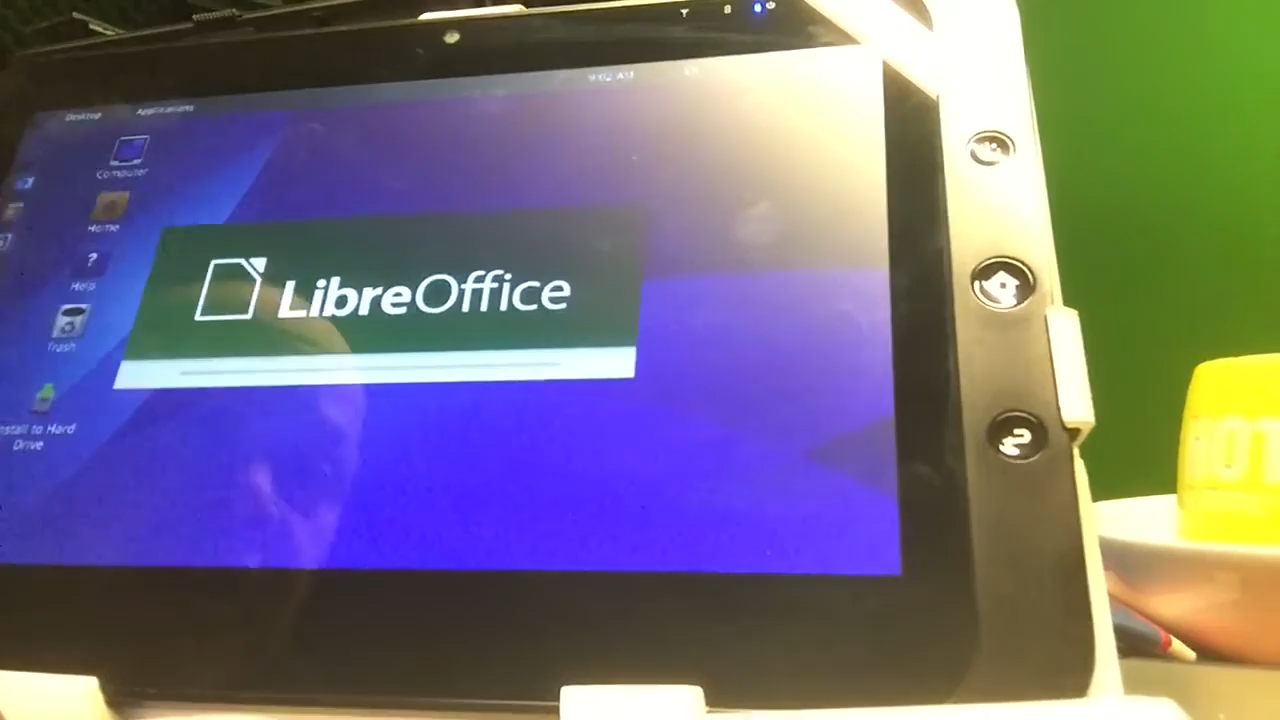 9:02 AM
Desktop Applications
Computer
Home
Help
LibreOffice
Trash
Install to Hard
Drive